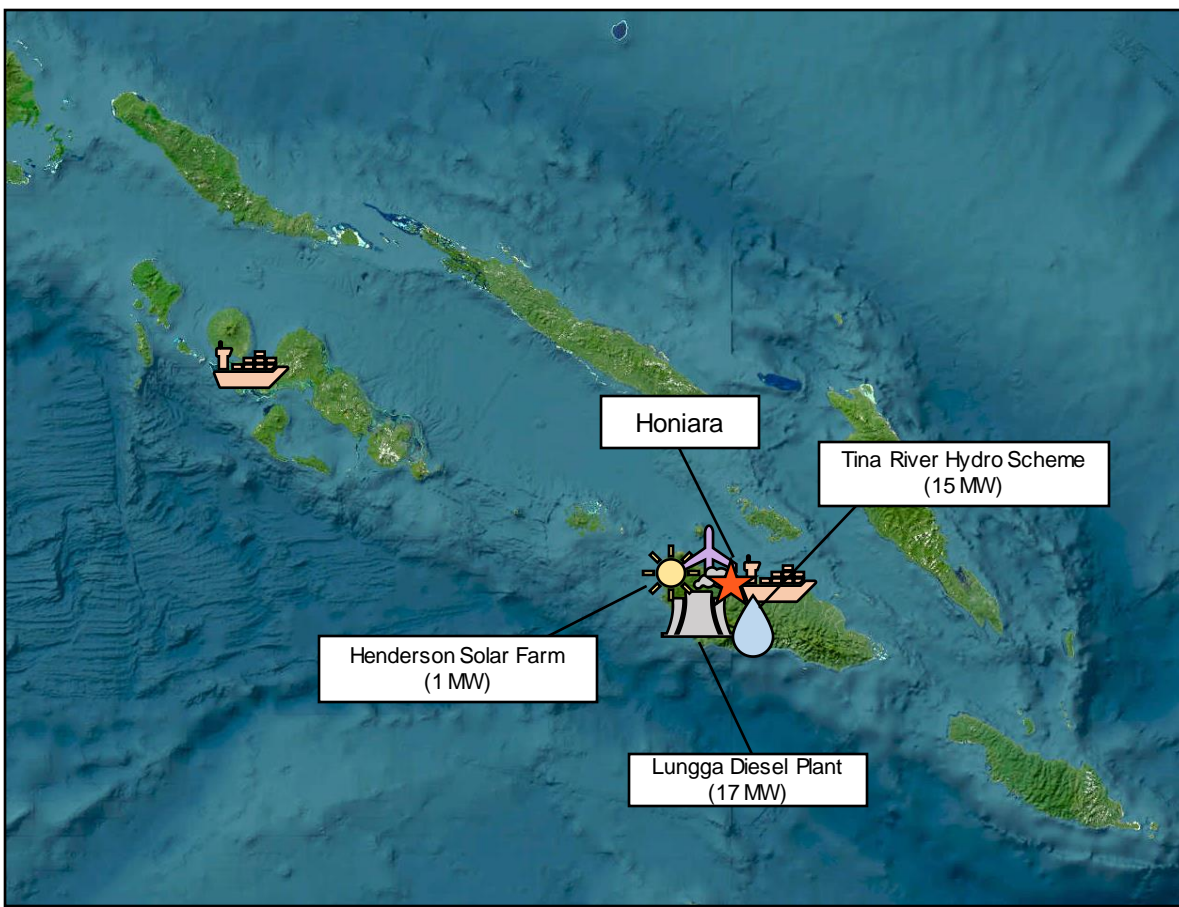 Honiara
Tina River Hydro Scheme
(15 MW)
Henderson Solar Farm
(1 MW)
Lungga Diesel Plant
(17 MW)